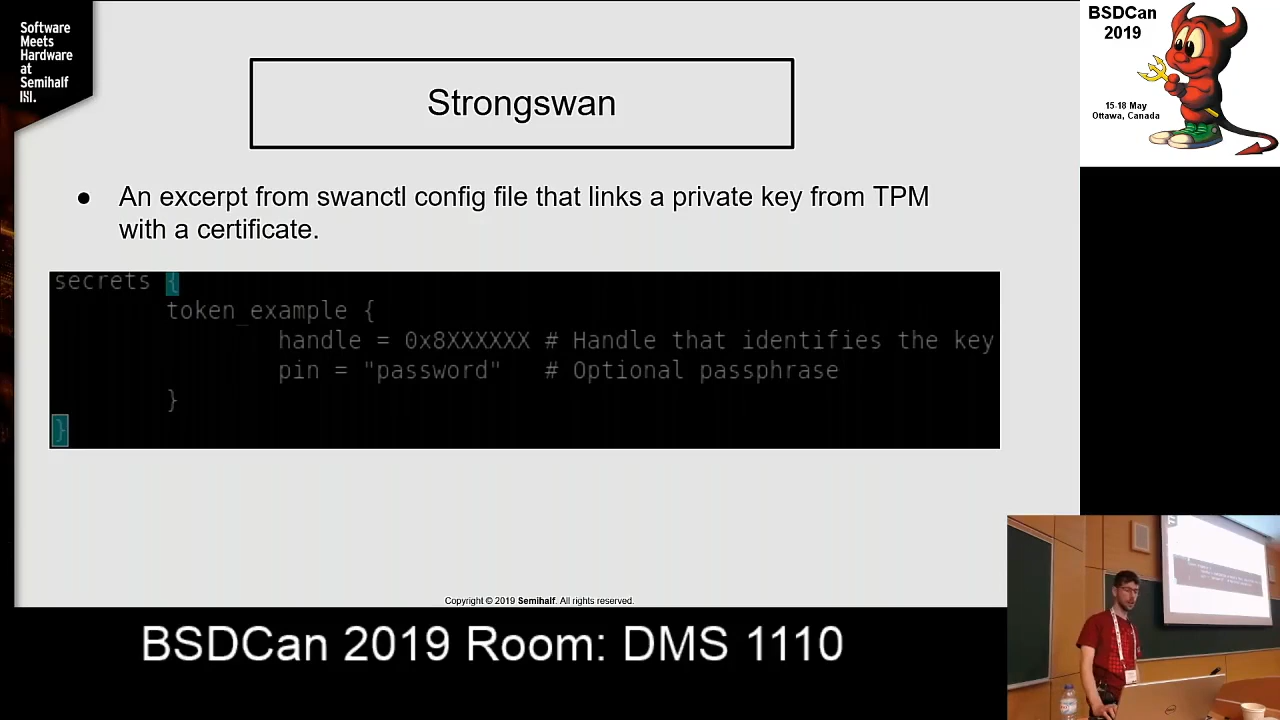 Software
Meets
Hardware
at
Semihalf
BSDCan
2019
15-18 May
Ottawa, Canada
Strongswan
● An excerpt from swanctl config file that links a private key from TPM
with a certificate.
secrets {
token_example {
handle = 0x8XXXXXX # Handle that identifies the key
pin = "password" # Optional passphrase
}
}
Copyright © 2019 Semihalf. All rights reserved.
BSDCan 2019 Room: DMS 1110